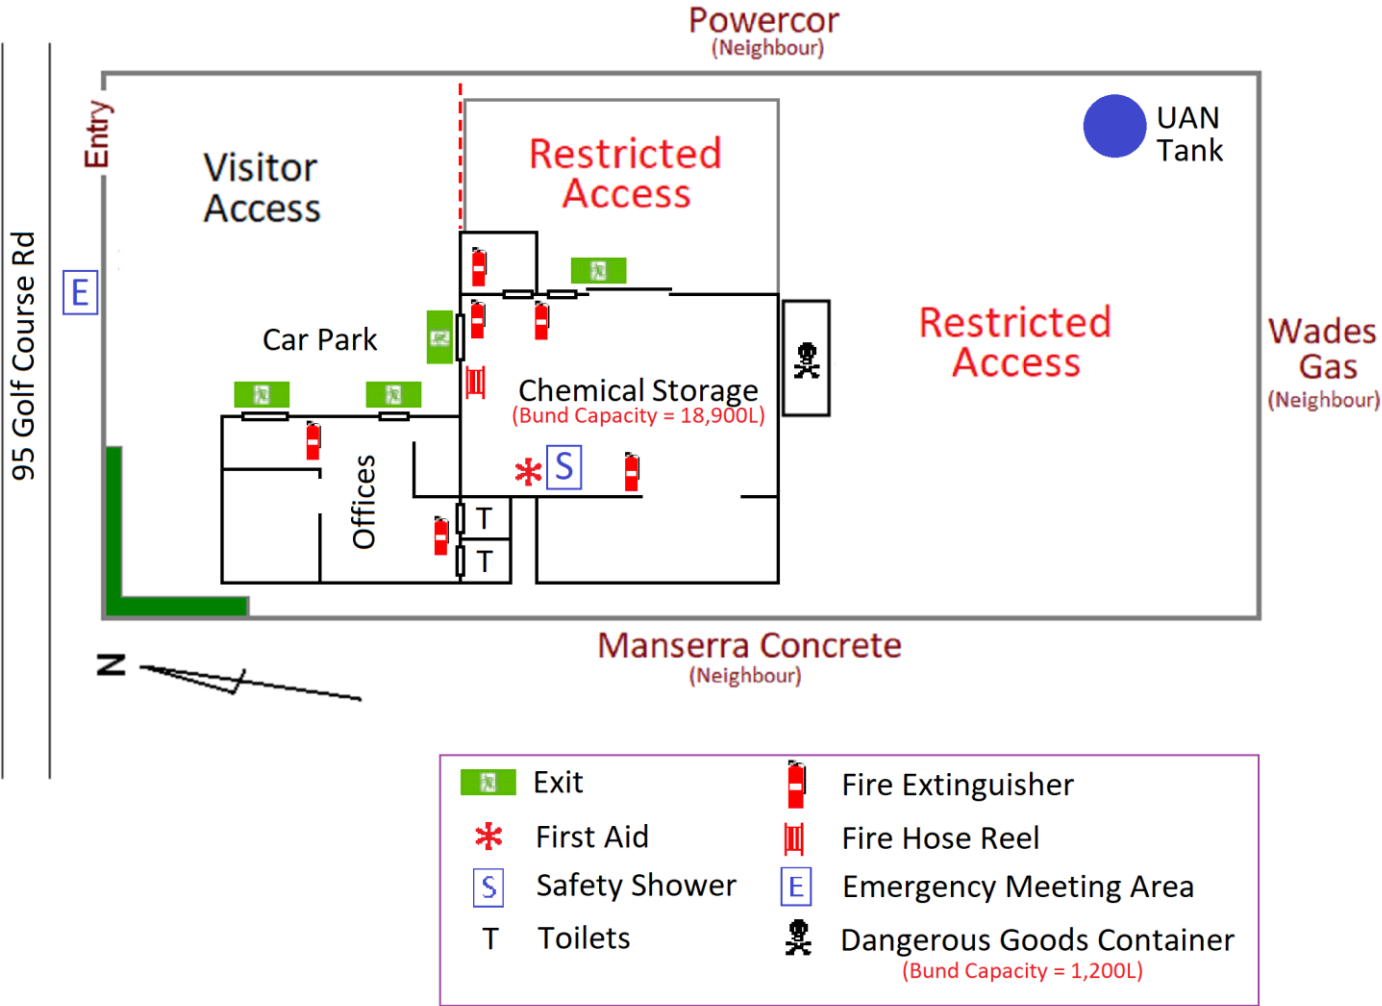 Powercor
(Neighbour)
Entry
Visitor
Access
Restricted
Access
UAN
Tank
95 Golf Course Rd
E
Car Park
Chemical Storage
(Bund Capacity = 18,900L)
Restricted
Access
Wades
Gas
(Neighbour)
S
Offices
T
T
Manserra Concrete
(Neighbour)
N
Exit
Fire Extinguisher
First Aid
Fire Hose Reel
S
Safety Shower
E
Emergency Meeting Area
T
Toilets
Dangerous Goods Container
(Bund Capacity = 1,200L)